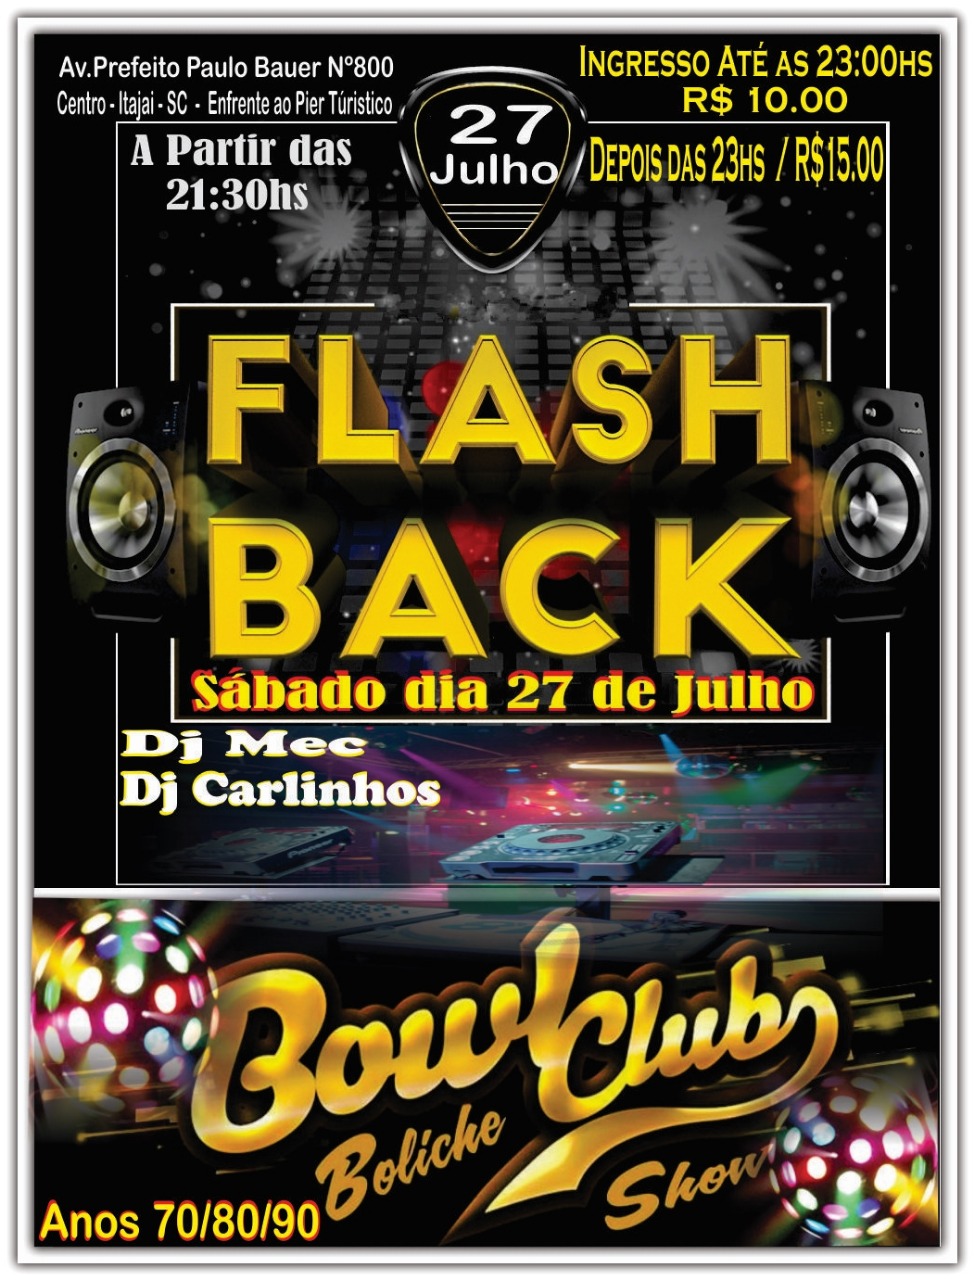 Av.Prefeito Paulo Bauer Nº800
Centro - Itajai - SC - Enfrente ao Pier Túristico
27
Julho
INGRESSO ATÉ AS 23:00HS
R$ 10.00
DEPOIS DAS 23HS / R$15.00
A Partir das
21:30hs
FLASH
BACK
Sábado dia 27 de Julho
Dj Mec
Dj Carlinhos
Bowl Club
Boliche Show
Anos 70/80/90